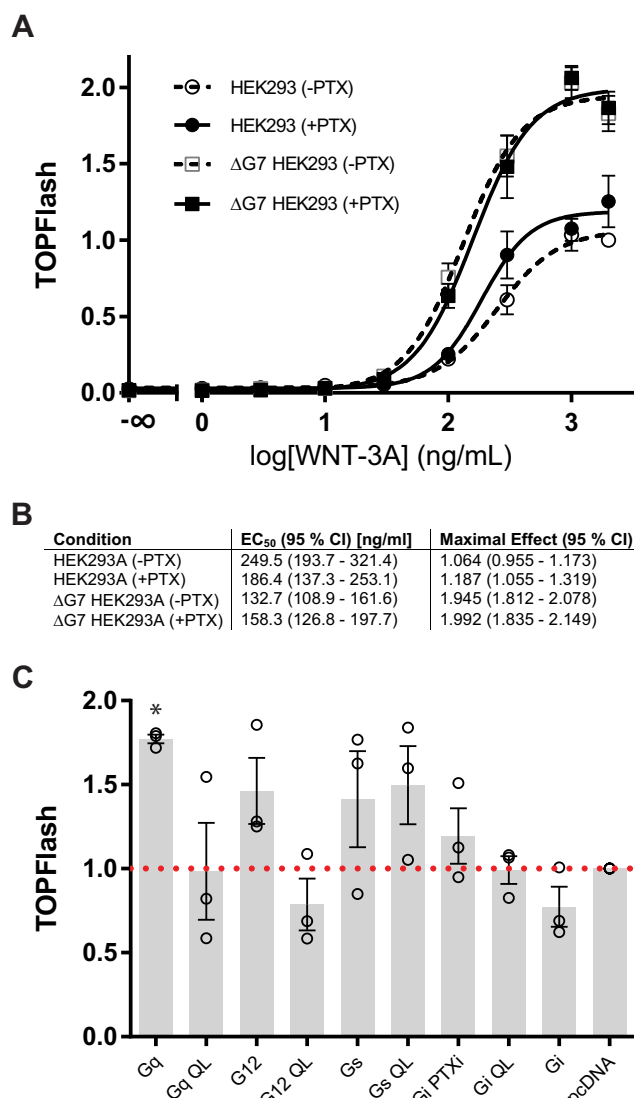 A
2.0
1.5
1.0
0.5
0.0
TOPFlash
HEK293 (-PTX)
HEK293 (+PTX)
ΔG7 HEK293 (-PTX)
ΔG7 HEK293 (+PTX)
-∞ 0 1 2 3
log[WNT-3A] (ng/mL)
B
Condition EC50 (95 % CI) [ng/ml] Maximal Effect (95 % CI)
HEK293A (-PTX) 249.5 (193.7 - 321.4) 1.064 (0.955 - 1.173)
HEK293A (+PTX) 186.4 (137.3 - 253.1) 1.187 (1.055 - 1.319)
ΔG7 HEK293A (-PTX) 132.7 (108.9 - 161.6) 1.945 (1.812 - 2.078)
ΔG7 HEK293A (+PTX) 158.3 (126.8 - 197.7) 1.992 (1.835 - 2.149)
C
2.0
1.5
1.0
0.5
0.0
TOPFlash
*
Gq
Gq QL
G12
G12 QL
Gs
Gs QL
Gi PTXi
Gi QL
Gi
pcDNA